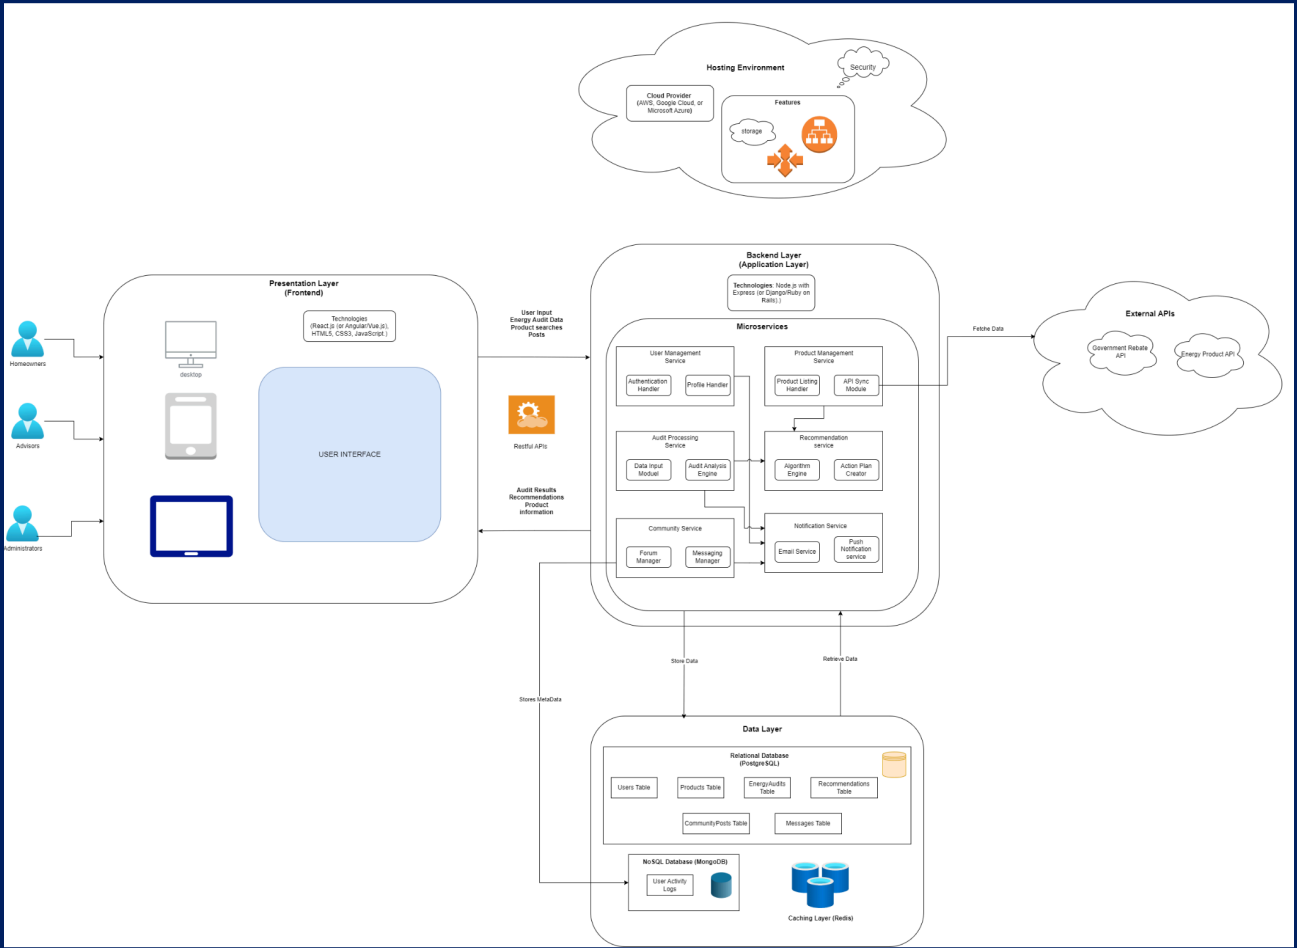 Hosting Environment
Security
Cloud Provider
(AWS, Google Cloud, or
Microsoft Azure)
Features
storage
Presentation Layer
(Frontend)
Technologies
(React.js (or Angular/Vue.js),
HTML5, CSS3, JavaScript.)
desktop
USER INTERFACE
Homeowners
Advisors
Administrators
User Input
Energy Audit Data
Product searches
Posts
Restful APIs
Audit Results
Recommendations
Product
information
Backend Layer
(Application Layer)
Technologies: Node.js with
Express (or Django/Ruby on
Rails).)
Microservices
User Management
Service
Authentication
Handler
Profile Handler
Product Management
Service
Product Listing
Handler
API Sync
Module
Audit Processing
Service
Data Input
Moduel
Audit Analysis
Engine
Recommendation
service
Algorithm
Engine
Action Plan
Creator
Community Service
Forum
Manager
Messaging
Manager
Notification Service
Email Service
Push
Notification
service
Fetche Data
External APIs
Government Rebate
API
Energy Product API
Store Data
Retrieve Data
Stores MetaData
Data Layer
Relational Database
(PostgreSQL)
Users Table
Products Table
EnergyAudits
Table
Recommendations
Table
CommunityPosts Table
Messages Table
NoSQL Database (MongoDB)
User Activity
Logs
Caching Layer (Redis)